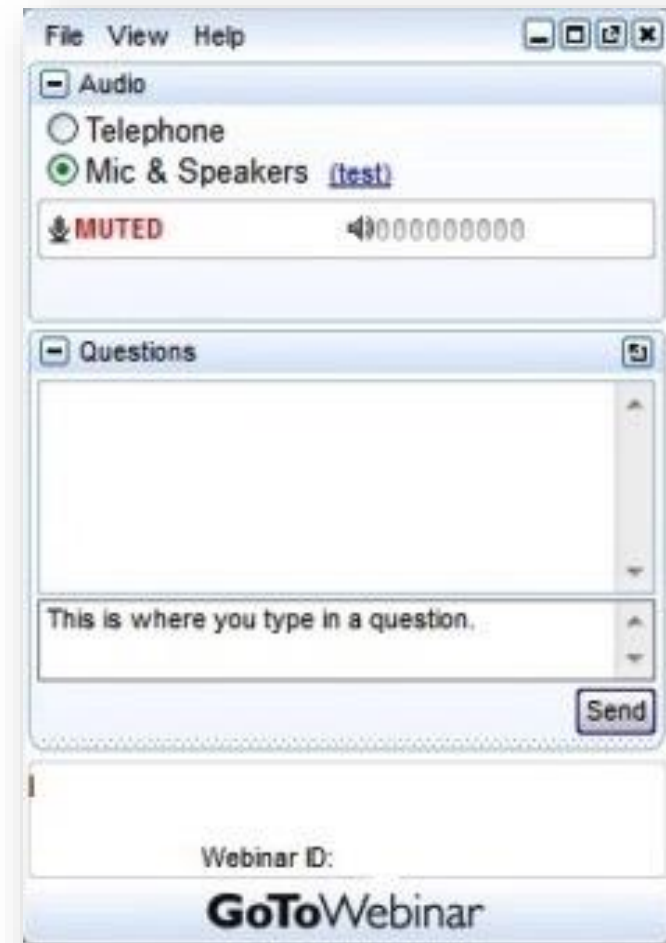 File View Help
Audio
Telephone
Mic & Speakers (test)
MUTED
Questions
This is where you type in a question.
Send
Webinar ID:
GoToWebinar